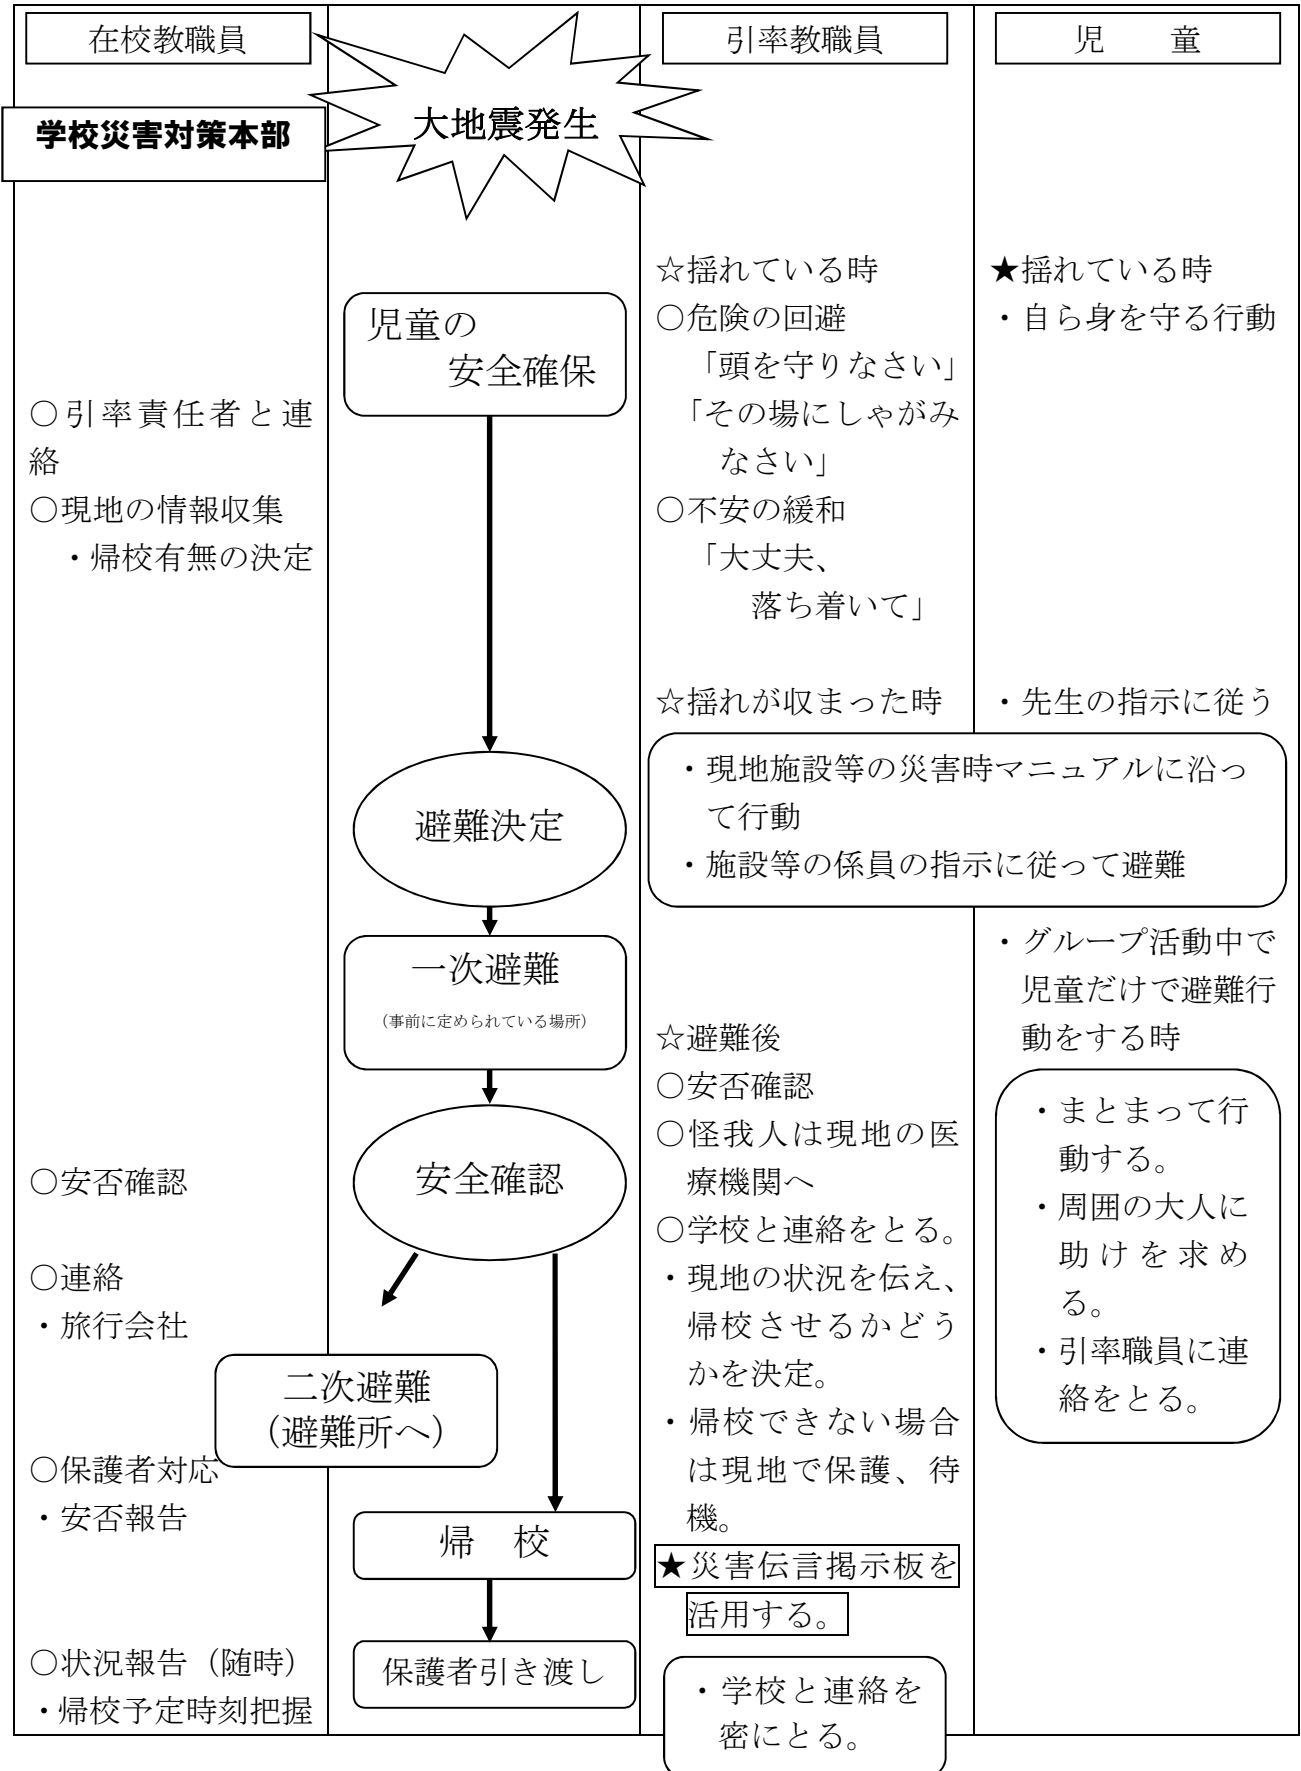 在校教職員
学校災害対策本部
○引率責任者と連
絡
○現地の情報収集
・帰校有無の決定
○安否確認
○連絡
・旅行会社
○保護者対応
・安否報告
○状況報告（随時）
・帰校予定時刻把握
大地震発生
児童の
安全確保
避難決定
一次避難
（事前に定められている場所）
安全確認
二次避難
（避難所へ）
帰　校
保護者引き渡し
引率教職員
☆揺れている時
○危険の回避
「頭を守りなさい」
「その場にしゃがみ
なさい」
○不安の緩和
「大丈夫、
落ち着いて」
☆揺れが収まった時
・現地施設等の災害時マニュアルに沿っ
て行動
・施設等の係員の指示に従って避難
☆避難後
○安否確認
○怪我人は現地の医
療機関へ
○学校と連絡をとる。
・現地の状況を伝え、
帰校させるかどう
かを決定。
・帰校できない場合
は現地で保護、待
機。
★災害伝言掲示板を
活用する。
・学校と連絡を
密にとる。
児　　童
★揺れている時
・自ら身を守る行動
・先生の指示に従う
・グループ活動中で
児童だけで避難行
動をする時
・まとまって行
動する。
・周囲の大人に
助けを求め
る。
・引率職員に連
絡をとる。